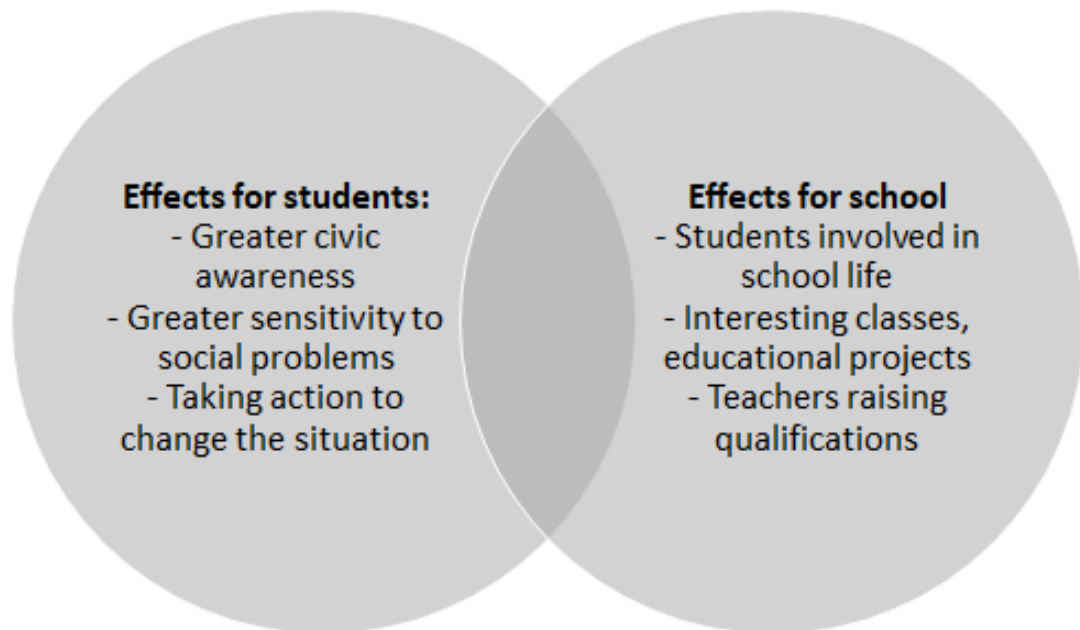 Effects for students:
- Greater civic
awareness
- Greater sensitivity to
social problems
- Taking action to
change the situation
Effects for school
- Students involved in
school life
- Interesting classes,
educational projects
- Teachers raising
qualifications